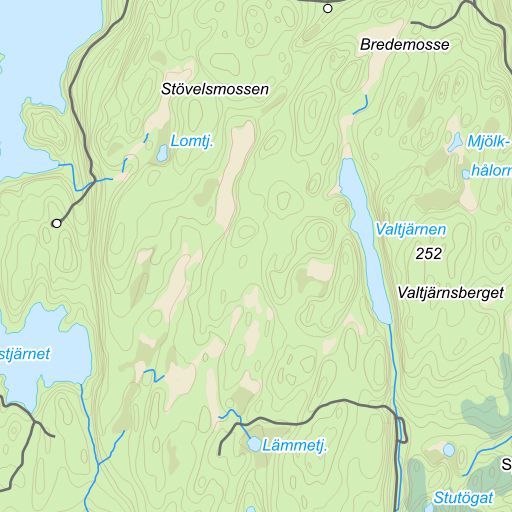 Bredemosse
Stövelsmossen
Lomtj.
Mjölk-
hålorn
Valtjärnen
252
Valtjärnsberget
stjärnet
Lämmetj.
S
Stutögat